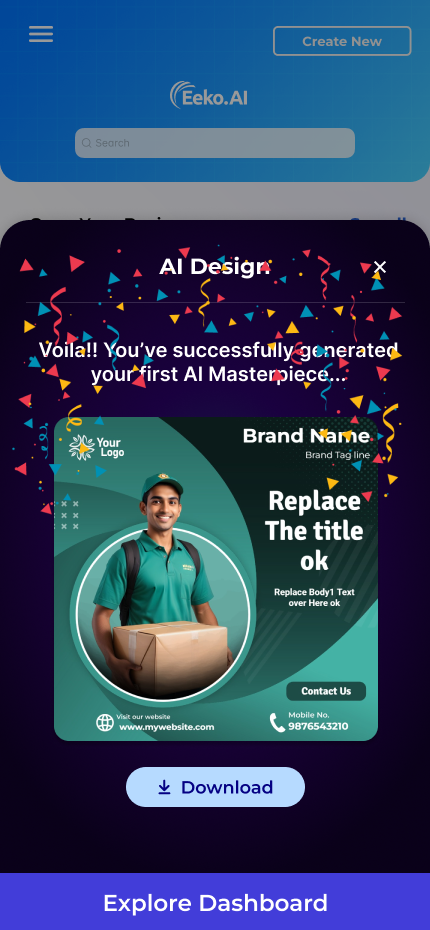 Create New
Eeko.AI
Search
AI Design
Voila!! You've successfully generated
your first AI Masterpiece...
Your
Logo
Brand Name
Brand Tag line
Replace
The title
ok
Replace Body1 Text
over Here ok
Contact Us
Visit our website
www.mywebsite.com
Mobile No.
9876543210
Download
Explore Dashboard